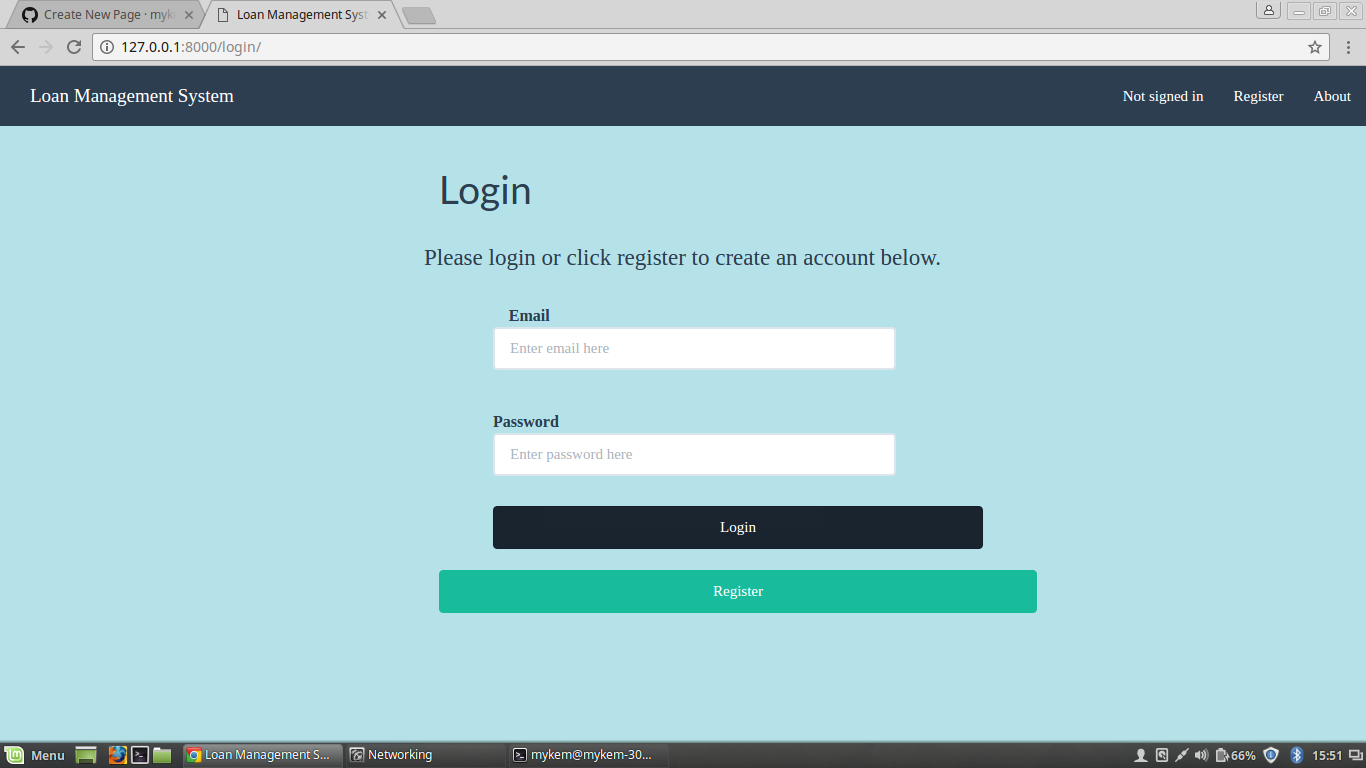 Create New Page · myk
Loan Management Syst
127.0.0.1:8000/login/
Loan Management System
Not signed in Register About
Login
Please login or click register to create an account below.
Email
Enter email here
Password
Enter password here
Login
Register
Menu Loan Management S... Networking mykem@mykem-30... 66% 15:51